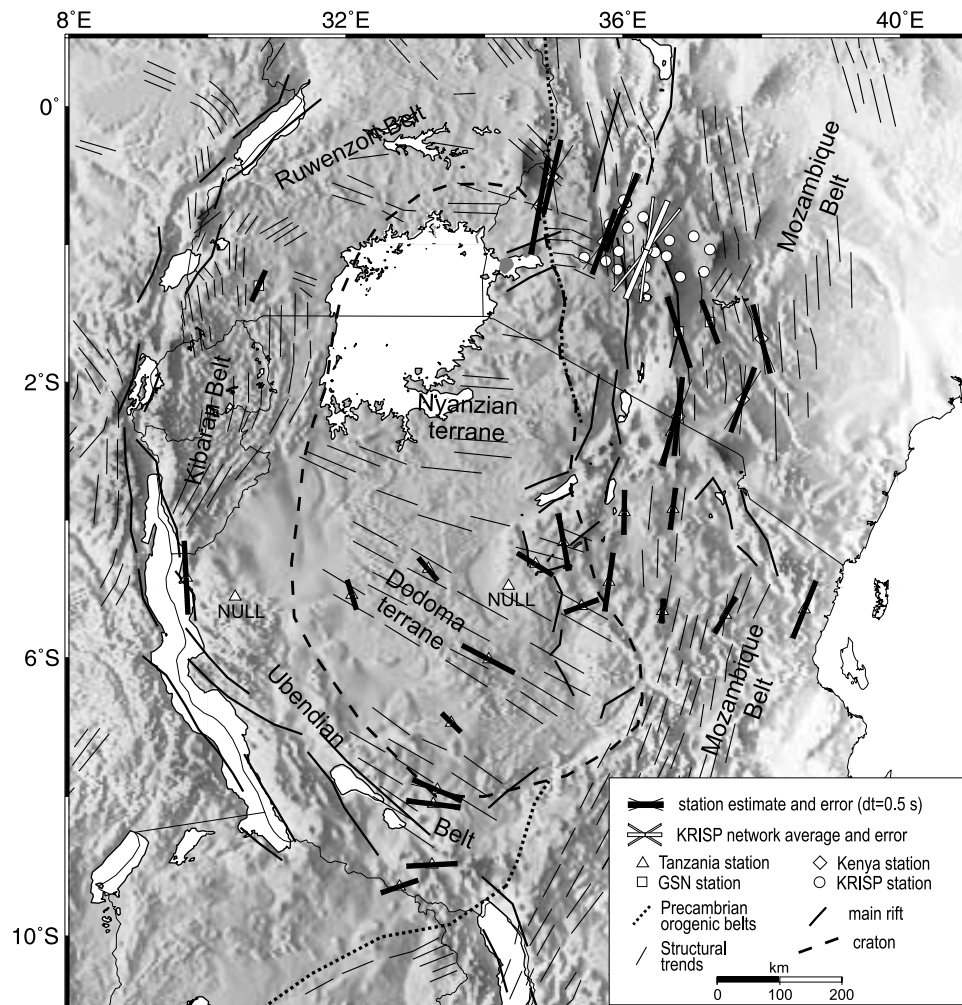 8°E 32°E 36°E 40°E
0°
2°S
6°S
10°S
Ruwenzori Belt
Mozambique
Belt
Kibaran Belt
Nyanzian
terrane
NULL
Dodoma
terrane
NULL
Ubendian
Belt
Mozambique
Belt
station estimate and error (dt=0.5 s)
KRISP network average and error
Tanzania station
Kenya station
GSN station
KRISP station
Precambrian
orogenic belts
main rift
Structural
trends
craton
km
0 100 200